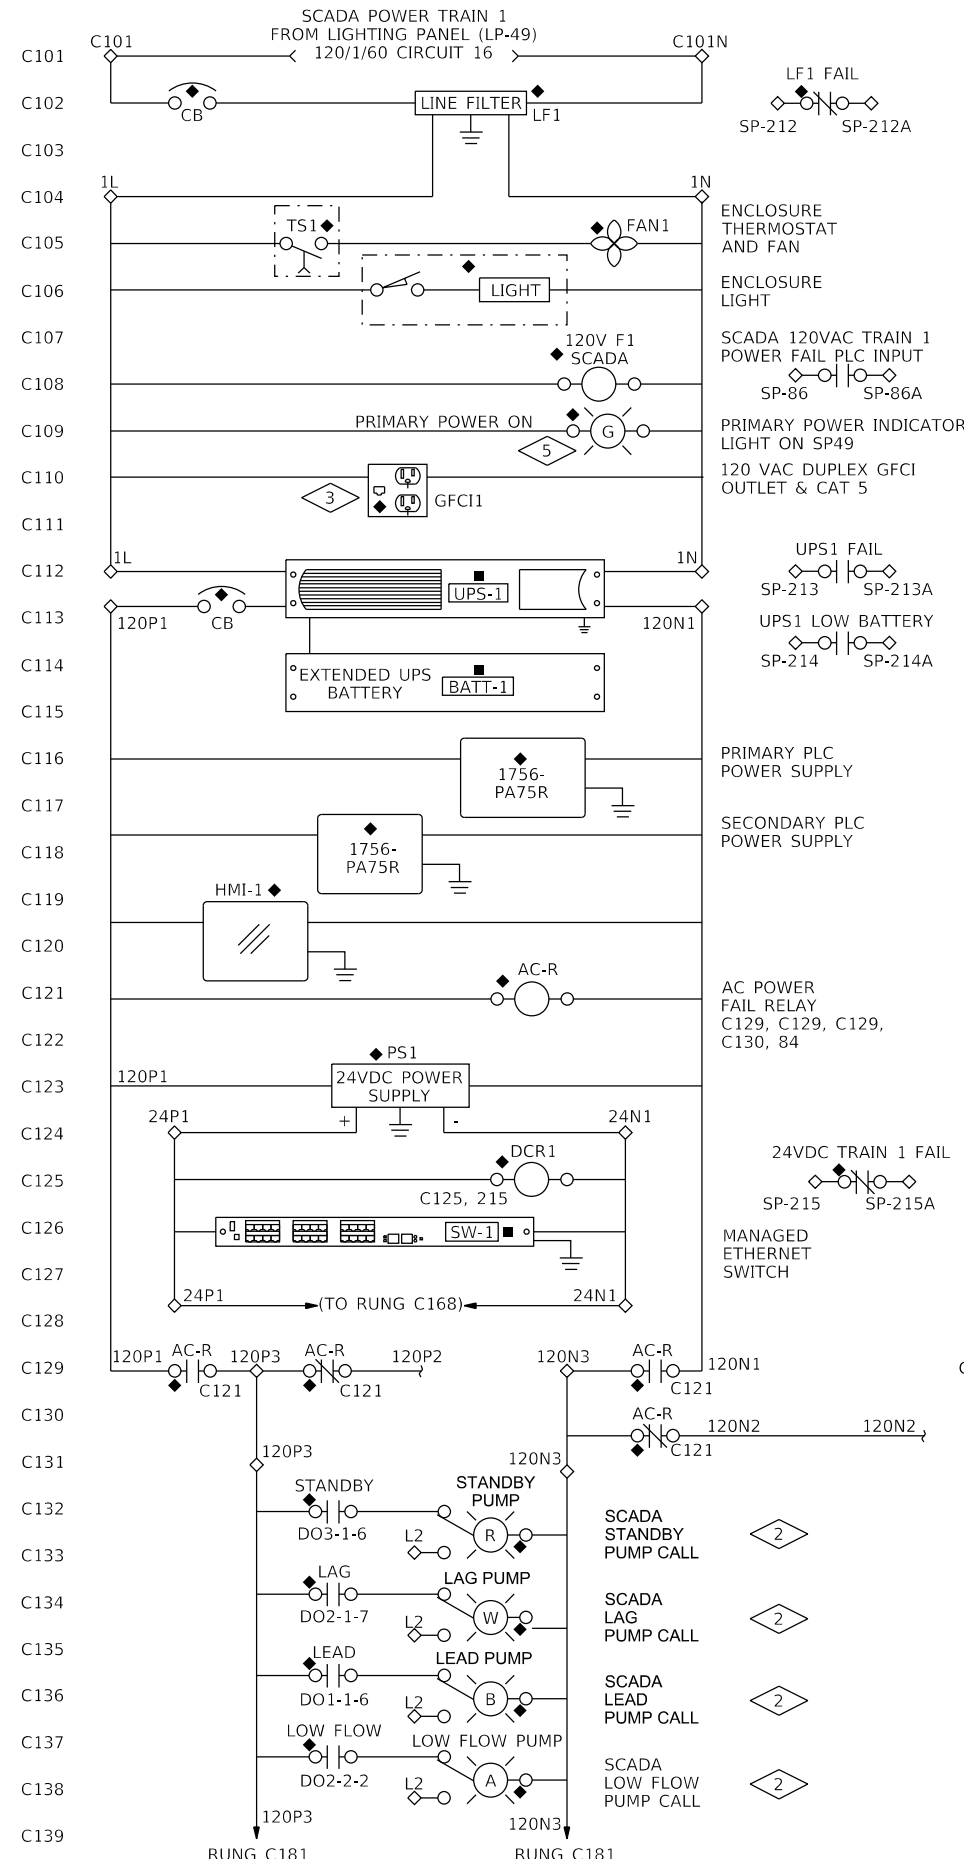 SCADA POWER TRAIN 1
FROM LIGHTING PANEL (LP-49)
120/1/60 CIRCUIT 16
C101
C101
C101N
C102
CB
LINE FILTER
LF1
LF1 FAIL
SP-212
SP-212A
C103
C104
1L
1N
C105
TS1
FAN1
ENCLOSURE
THERMOSTAT
AND FAN
C106
LIGHT
ENCLOSURE
LIGHT
C107
120V F1
SCADA
SCADA 120VAC TRAIN 1
POWER FAIL PLC INPUT
C108
SP-86
SP-86A
C109
PRIMARY POWER ON
5
G
PRIMARY POWER INDICATOR
LIGHT ON SP49
C110
3
GFCI1
120 VAC DUPLEX GFCI
OUTLET & CAT 5
C111
C112
1L
1N
UPS-1
UPS1 FAIL
SP-213
SP-213A
C113
120P1
CB
120N1
UPS1 LOW BATTERY
SP-214
SP-214A
C114
EXTENDED UPS
BATTERY
BATT-1
C115
C116
1756-
PA75R
PRIMARY PLC
POWER SUPPLY
C117
C118
1756-
PA75R
SECONDARY PLC
POWER SUPPLY
C119
HMI-1
C120
C121
AC-R
AC POWER
FAIL RELAY
C129, C129, C129,
C130, 84
C122
PS1
C123
120P1
24VDC POWER
SUPPLY
+
-
C124
24P1
24N1
C125
DCR1
C125, 215
24VDC TRAIN 1 FAIL
SP-215
SP-215A
C126
SW-1
MANAGED
ETHERNET
SWITCH
C127
24P1
(TO RUNG C168)
24N1
C128
C129
120P1
AC-R
C121
120P3
AC-R
C121
120P2
120N3
AC-R
C121
120N1
C
C130
AC-R
C121
120N2
120N2
C131
120P3
120N3
C132
STANDBY
DO3-1-6
STANDBY
PUMP
L2
R
SCADA
STANDBY
PUMP CALL
2
C133
C134
LAG
DO2-1-7
LAG PUMP
L2
W
SCADA
LAG
PUMP CALL
2
C135
C136
LEAD
DO1-1-6
LEAD PUMP
L2
B
SCADA
LEAD
PUMP CALL
2
C137
LOW FLOW
DO2-2-2
LOW FLOW PUMP
C138
L2
A
SCADA
LOW FLOW
PUMP CALL
2
C139
120P3
120N3
RUNG C181
RUNG C181